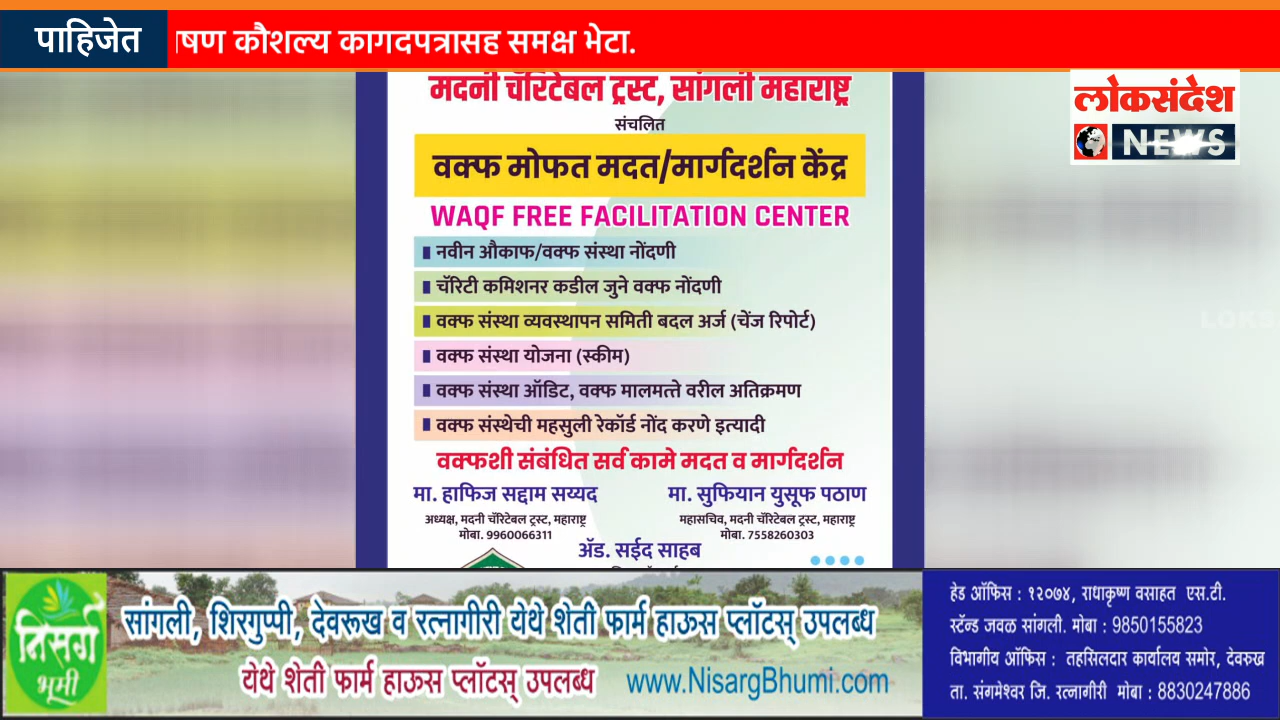 पाहिजेत
षण कौशल्य कागदपत्रासह समक्ष भेटा.
लोकसंदेश
NEWS
मदनी चॅरिटेबल ट्रस्ट, सांगली महाराष्ट्र
संचलित
वक्फ मोफत मदत/मार्गदर्शन केंद्र
WAQF FREE FACILITATION CENTER
नवीन औकाफ/वक्फ संस्था नोंदणी
चॅरिटी कमिशनर कडील जुने वक्फ नोंदणी
वक्फ संस्था व्यवस्थापन समिती बदल अर्ज (चेंज रिपोर्ट)
वक्फ संस्था योजना (स्कीम)
वक्फ संस्था ऑडिट, वक्फ मालमत्ते वरील अतिक्रमण
वक्फ संस्थेची महसुली रेकॉर्ड नोंद करणे इत्यादी
वक्फशी संबंधित सर्व कामे मदत व मार्गदर्शन
मा. हाफिज सद्दाम सय्यद
अध्यक्ष, मदनी चॅरिटेबल ट्रस्ट, महाराष्ट्र
मोबा. 9960066311
मा. सुफियान युसूफ पठाण
महासचिव, मदनी चॅरिटेबल ट्रस्ट, महाराष्ट्र
मोबा. 7558260303
ॲड. सईद साहब
निसर्ग
भूमी
सांगली, शिरगुप्पी, देवरूख व रत्नागीरी येथे शेती फार्म हाऊस प्लॉटस् उपलब्ध
येथे शेती फार्म हाऊस प्लॉटस् उपलब्ध www.NisargBhumi.com
हेड ऑफिस : १२०७४, राधाकृष्ण वसाहत एस.टी.
स्टॅन्ड जवळ सांगली. मोबा : 9850155823
विभागीय ऑफिस : तहसिलदार कार्यालय समोर, देवरुख
ता. संगमेश्वर जि. रत्नागीरी मोबा : 8830247886